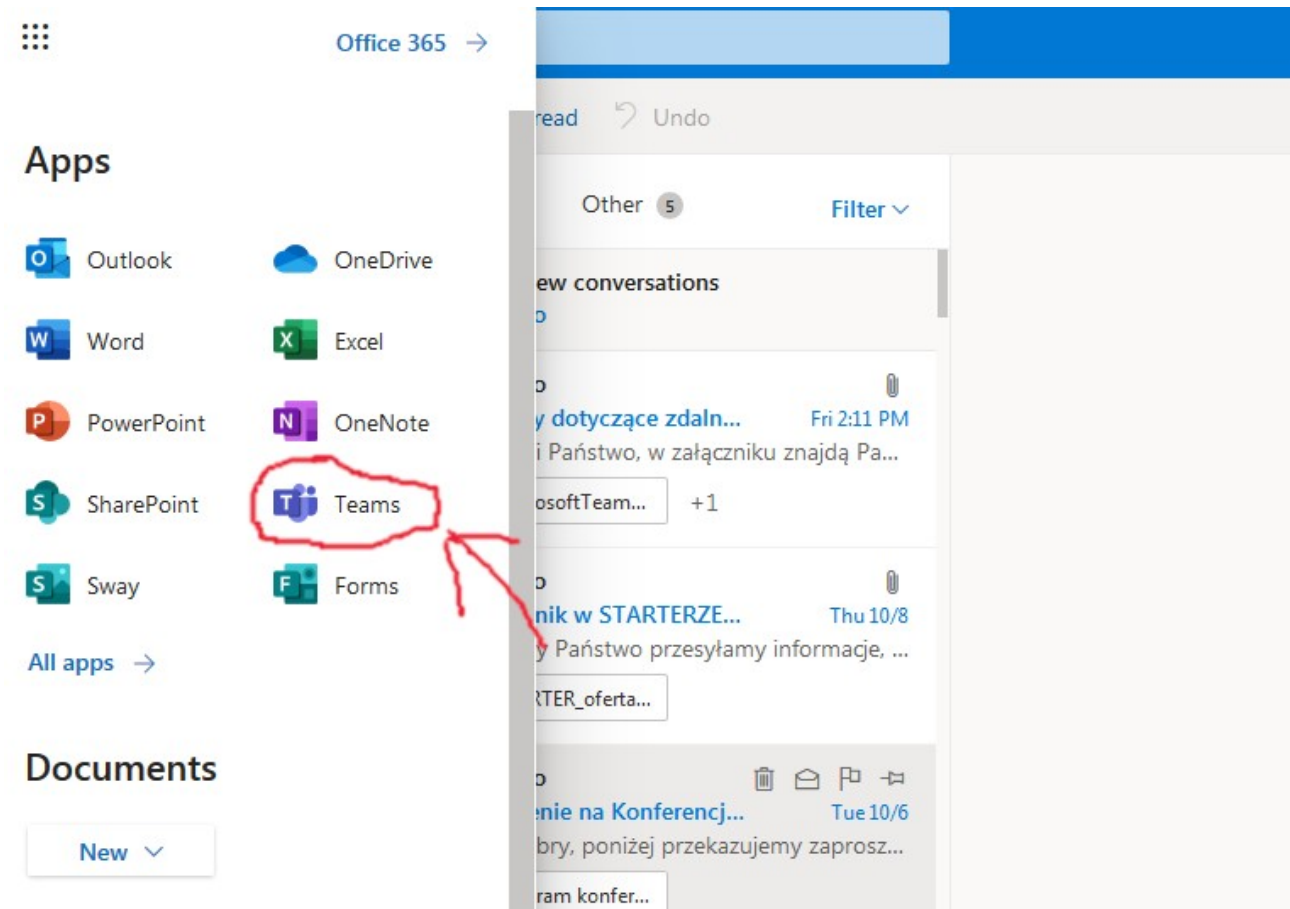 Office 365 →
Apps
Outlook
OneDrive
Word
Excel
PowerPoint
OneNote
SharePoint
Teams
Sway
Forms
All apps →
Documents
New
read
Undo
Other 5
Filter
ew conversations
o
o
y dotyczące zdaln... Fri 2:11 PM
i Państwo, w załączniku znajdą Pa...
osoftTeam... +1
o
nik w STARTERZE... Thu 10/8
y Państwo przesyłamy informacje, ...
RTER_oferta...
o
enie na Konferencj... Tue 10/6
bry, poniżej przekazujemy zaprosz...
ram konfer...